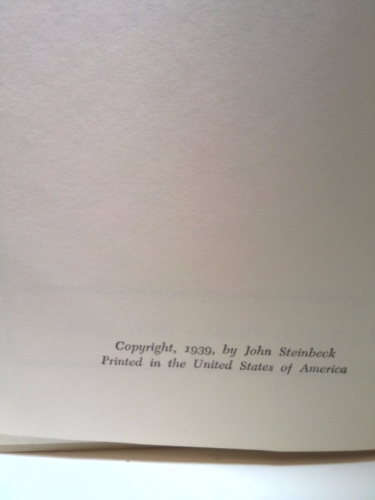 Copyright, 1939, by John Steinbeck
Printed in the United States of America